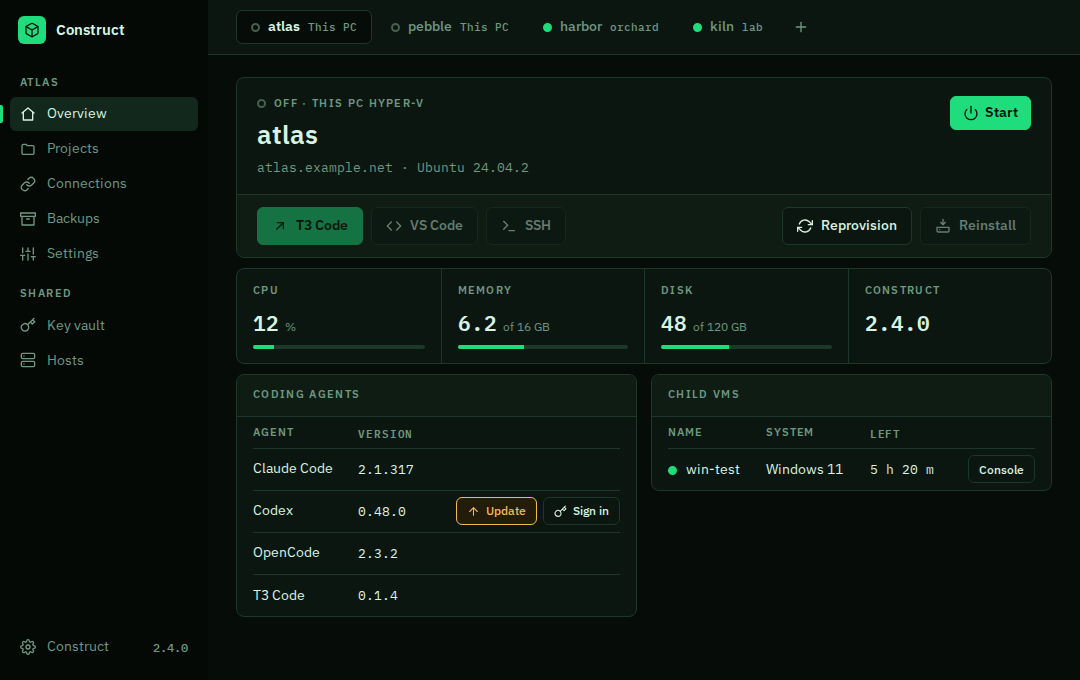 Construct
atlas This PC
pebble This PC
harbor orchard
kiln lab
ATLAS
Overview
Projects
Connections
Backups
Settings
SHARED
Key vault
Hosts
Construct 2.4.0
OFF · THIS PC HYPER-V
atlas
atlas.example.net · Ubuntu 24.04.2
Start
T3 Code
VS Code
SSH
Reprovision
Reinstall
CPU
12 %
MEMORY
6.2 of 16 GB
DISK
48 of 120 GB
CONSTRUCT
2.4.0
CODING AGENTS
AGENT VERSION
Claude Code 2.1.317
Codex 0.48.0 Update Sign in
OpenCode 2.3.2
T3 Code 0.1.4
CHILD VMS
NAME SYSTEM LEFT
win-test Windows 11 5 h 20 m Console